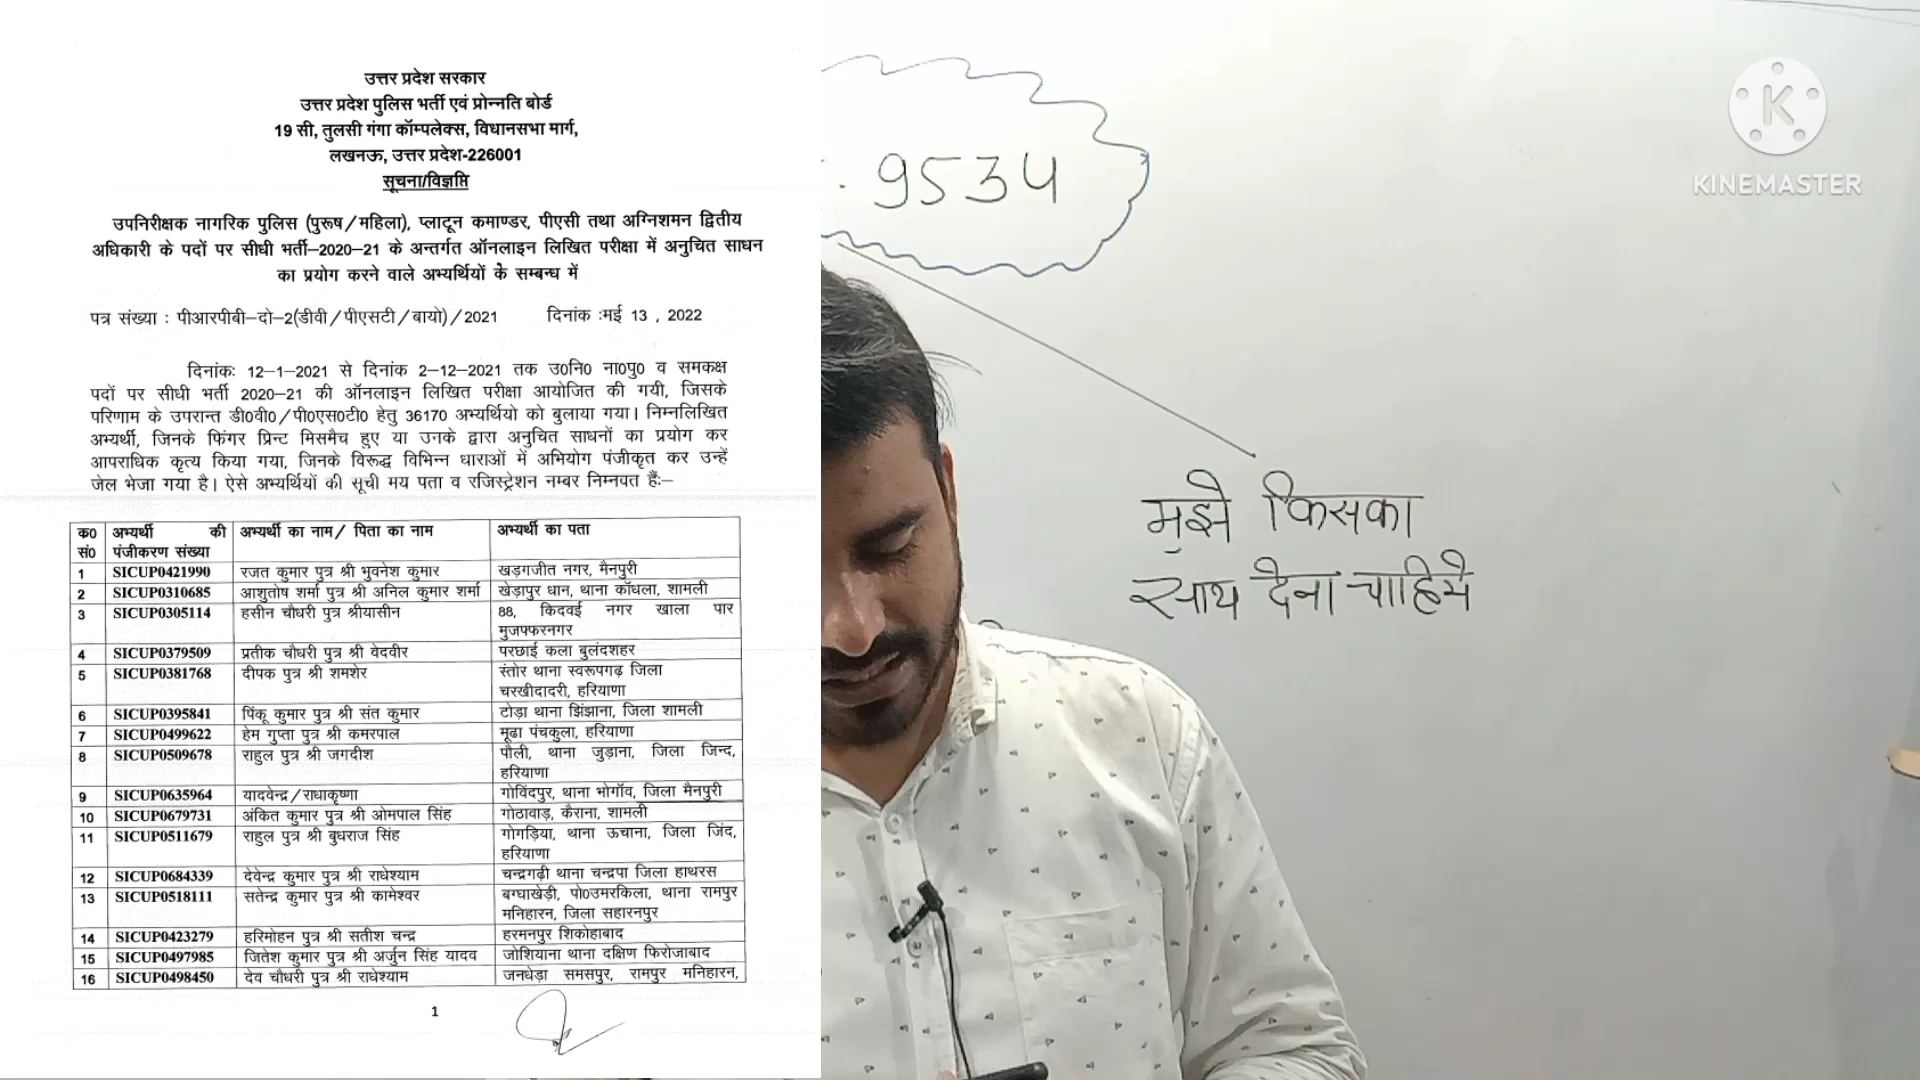 उत्तर प्रदेश सरकार
उत्तर प्रदेश पुलिस भर्ती एवं प्रोन्नति बोर्ड
19 सी, तुलसी गंगा कॉम्पलेक्स, विधानसभा मार्ग,
लखनऊ, उत्तर प्रदेश-226001
सूचना/विज्ञप्ति
उपनिरीक्षक नागरिक पुलिस (पुरूष/महिला), प्लाटून कमाण्डर, पीएसी तथा अग्निशमन द्वितीय
अधिकारी के पदों पर सीधी भर्ती–2020–21 के अन्तर्गत ऑनलाइन लिखित परीक्षा में अनुचित साधन
का प्रयोग करने वाले अभ्यर्थियों के सम्बन्ध में
पत्र संख्या : पीआरपीबी–दो–2(डीवी/पीएसटी/बायो)/2021 दिनांक :मई 13 , 2022
दिनांकः 12–1–2021 से दिनांक 2–12–2021 तक उ0नि0 ना0पु0 व समकक्ष
पदों पर सीधी भर्ती 2020–21 की ऑनलाइन लिखित परीक्षा आयोजित की गयी, जिसके
परिणाम के उपरान्त डी0वी0/पी0एस0टी0 हेतु 36170 अभ्यर्थियो को बुलाया गया। निम्नलिखित
अभ्यर्थी, जिनके फिंगर प्रिन्ट मिसमैच हुए या उनके द्वारा अनुचित साधनों का प्रयोग कर
आपराधिक कृत्य किया गया, जिनके विरूद्ध विभिन्न धाराओं में अभियोग पंजीकृत कर उन्हें
जेल भेजा गया है। ऐसे अभ्यर्थियों की सूची मय पता व रजिस्ट्रेशन नम्बर निम्नवत हैंः–
क0 सं0 अभ्यर्थी की पंजीकरण संख्या अभ्यर्थी का नाम/ पिता का नाम अभ्यर्थी का पता
1 SICUP0421990 रजत कुमार पुत्र श्री भुवनेश कुमार खड़गजीत नगर, मैनपुरी
2 SICUP0310685 आशुतोष शर्मा पुत्र श्री अनिल कुमार शर्मा खेड़ापुर धान, थाना कॉधला, शामली
3 SICUP0305114 हसीन चौधरी पुत्र श्रीयासीन 88, किदवई नगर खाला पार
मुजफ्फरनगर
4 SICUP0379509 प्रतीक चौधरी पुत्र श्री वेदवीर परछाई कला बुलंदशहर
5 SICUP0381768 दीपक पुत्र श्री शमशेर स्तोर थाना स्वरूपगढ़ जिला
चरखीदादरी, हरियाणा
6 SICUP0395841 पिंकू कुमार पुत्र श्री संत कुमार टोड़ा थाना झिंझाना, जिला शामली
7 SICUP0499622 हेम गुप्ता पुत्र श्री कमरपाल मूढा पंचकुला, हरियाणा
8 SICUP0509678 राहुल पुत्र श्री जगदीश पौली, थाना जुड़ाना, जिला जिन्द,
हरियाणा
9 SICUP0635964 यादवेन्द्र/राधाकृष्णा गोविंदपुर, थाना भोगॉव, जिला मैनपुरी
10 SICUP0679731 अंकित कुमार पुत्र श्री ओमपाल सिंह गोठावाड़, कैराना, शामली
11 SICUP0511679 राहुल पुत्र श्री बुधराज सिंह गोगड़िया, थाना ऊचाना, जिला जिंद,
हरियाणा
12 SICUP0684339 देवेन्द्र कुमार पुत्र श्री राधेश्याम चन्द्रगढ़ी थाना चन्द्रपा जिला हाथरस
13 SICUP0518111 सतेन्द्र कुमार पुत्र श्री कामेश्वर बग्घाखेड़ी, पो0उमरकिला, थाना रामपुर
मनिहारन, जिला सहारनपुर
14 SICUP0423279 हरिमोहन पुत्र श्री सतीश चन्द्र हरमनपुर शिकोहाबाद
15 SICUP0497985 जितेश कुमार पुत्र श्री अर्जुन सिंह यादव जोशियाना थाना दक्षिण फिरोजाबाद
16 SICUP0498450 देव चौधरी पुत्र श्री राधेश्याम जनधेड़ा समसपुर, रामपुर मनिहारन,
1
9534
मुझे किसका
साथ देना चाहिये
KINEMASTER